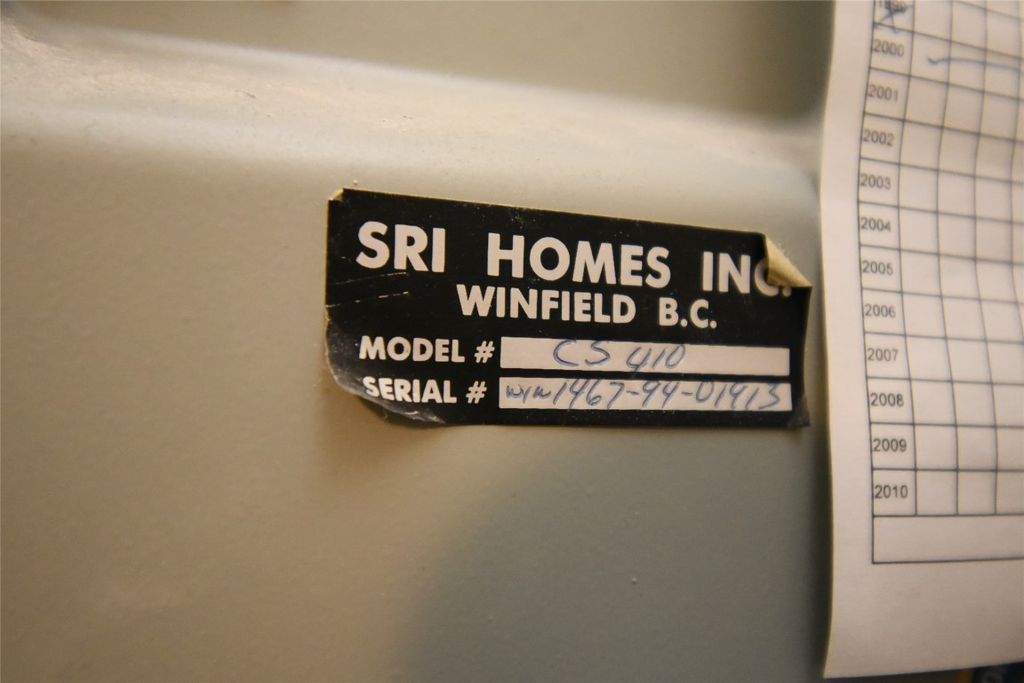 SRI HOMES INC.
WINFIELD B.C.
MODEL # CS 410
SERIAL # WIN1467-94-01413
2000
2001
2002
2003
2004
2005
2006
2007
2008
2009
2010